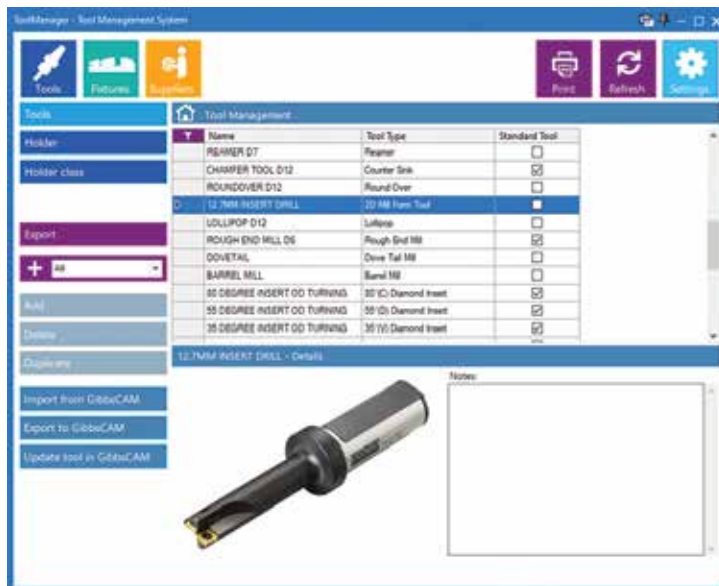 ToolManager - Tool Management System
Tools
Fixtures
Suppliers
Print
Refresh
Settings
Tools
Holder
Holder class
Export
All
Add
Delete
Duplicate
Import from GibbsCAM
Export to GibbsCAM
Update tool in GibbsCAM
Tool Management
Name Tool Type Standard Tool
REAMER D7 Reamer
CHAMFER TOOL D12 Counter Sink
ROUNDOVER D12 Round Over
12.7MM INSERT DRILL 2D Mill Form Tool
LOLLIPOP D12 Lollipop
ROUGH END MILL D6 Rough End Mill
DOVETAIL Dove Tail Mill
BARREL MILL Barrel Mill
80 DEGREE INSERT OD TURNING 80 (C) Diamond Insert
55 DEGREE INSERT OD TURNING 55 (D) Diamond Insert
35 DEGREE INSERT OD TURNING 35 (V) Diamond Insert
12.7MM INSERT DRILL - Details
Notes: